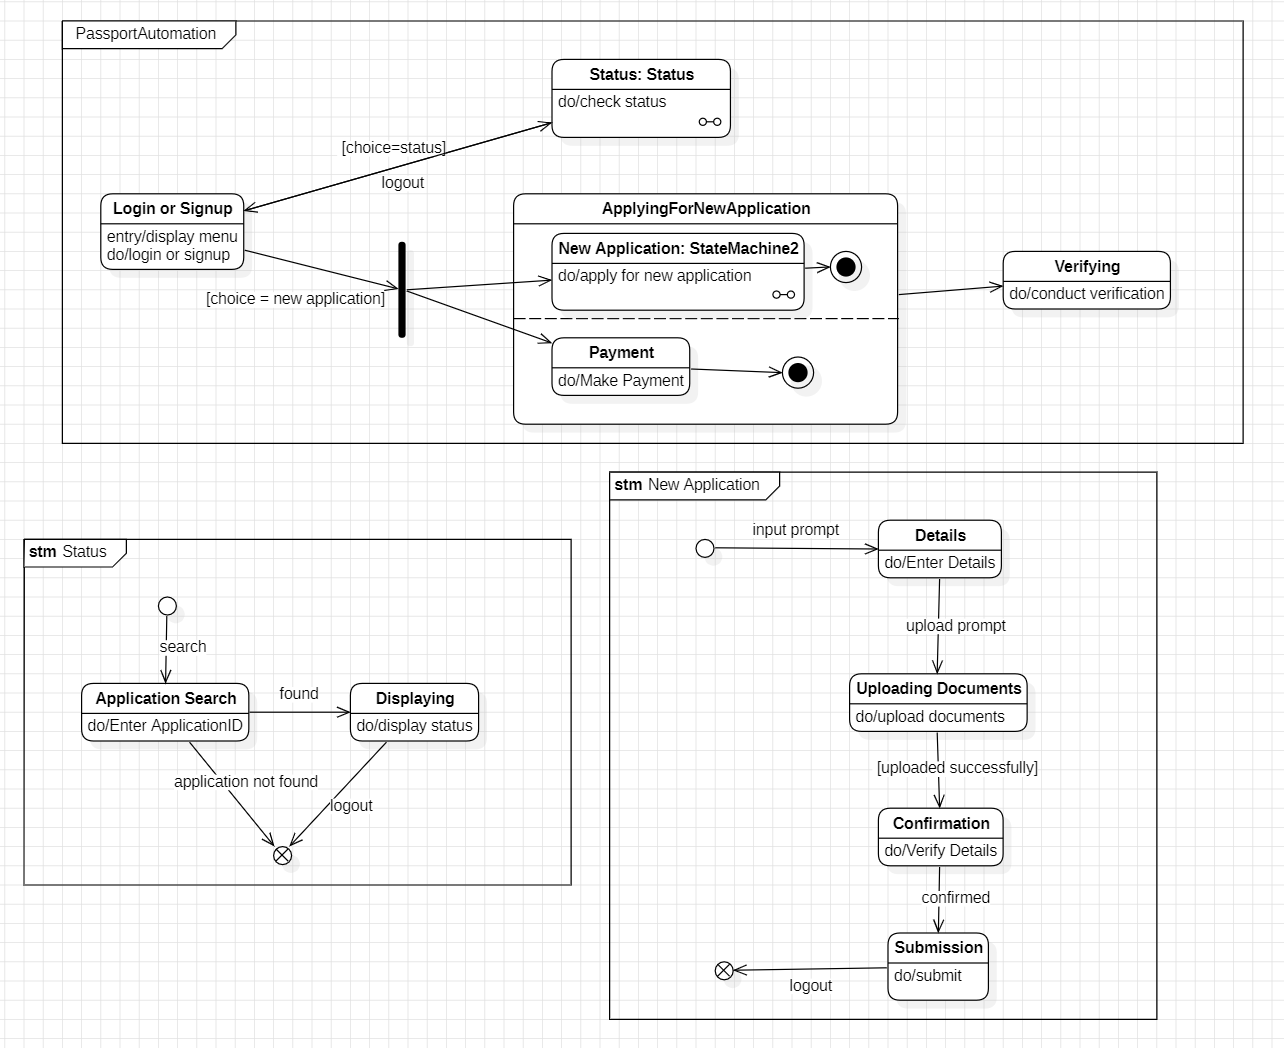 PassportAutomation
Status: Status
do/check status
[choice=status]
logout
Login or Signup
entry/display menu
do/login or signup
[choice = new application]
ApplyingForNewApplication
New Application: StateMachine2
do/apply for new application
Payment
do/Make Payment
Verifying
do/conduct verification
stm New Application
input prompt
Details
do/Enter Details
upload prompt
Uploading Documents
do/upload documents
[uploaded successfully]
Confirmation
do/Verify Details
confirmed
Submission
do/submit
logout
stm Status
search
Application Search
do/Enter ApplicationID
found
Displaying
do/display status
application not found
logout